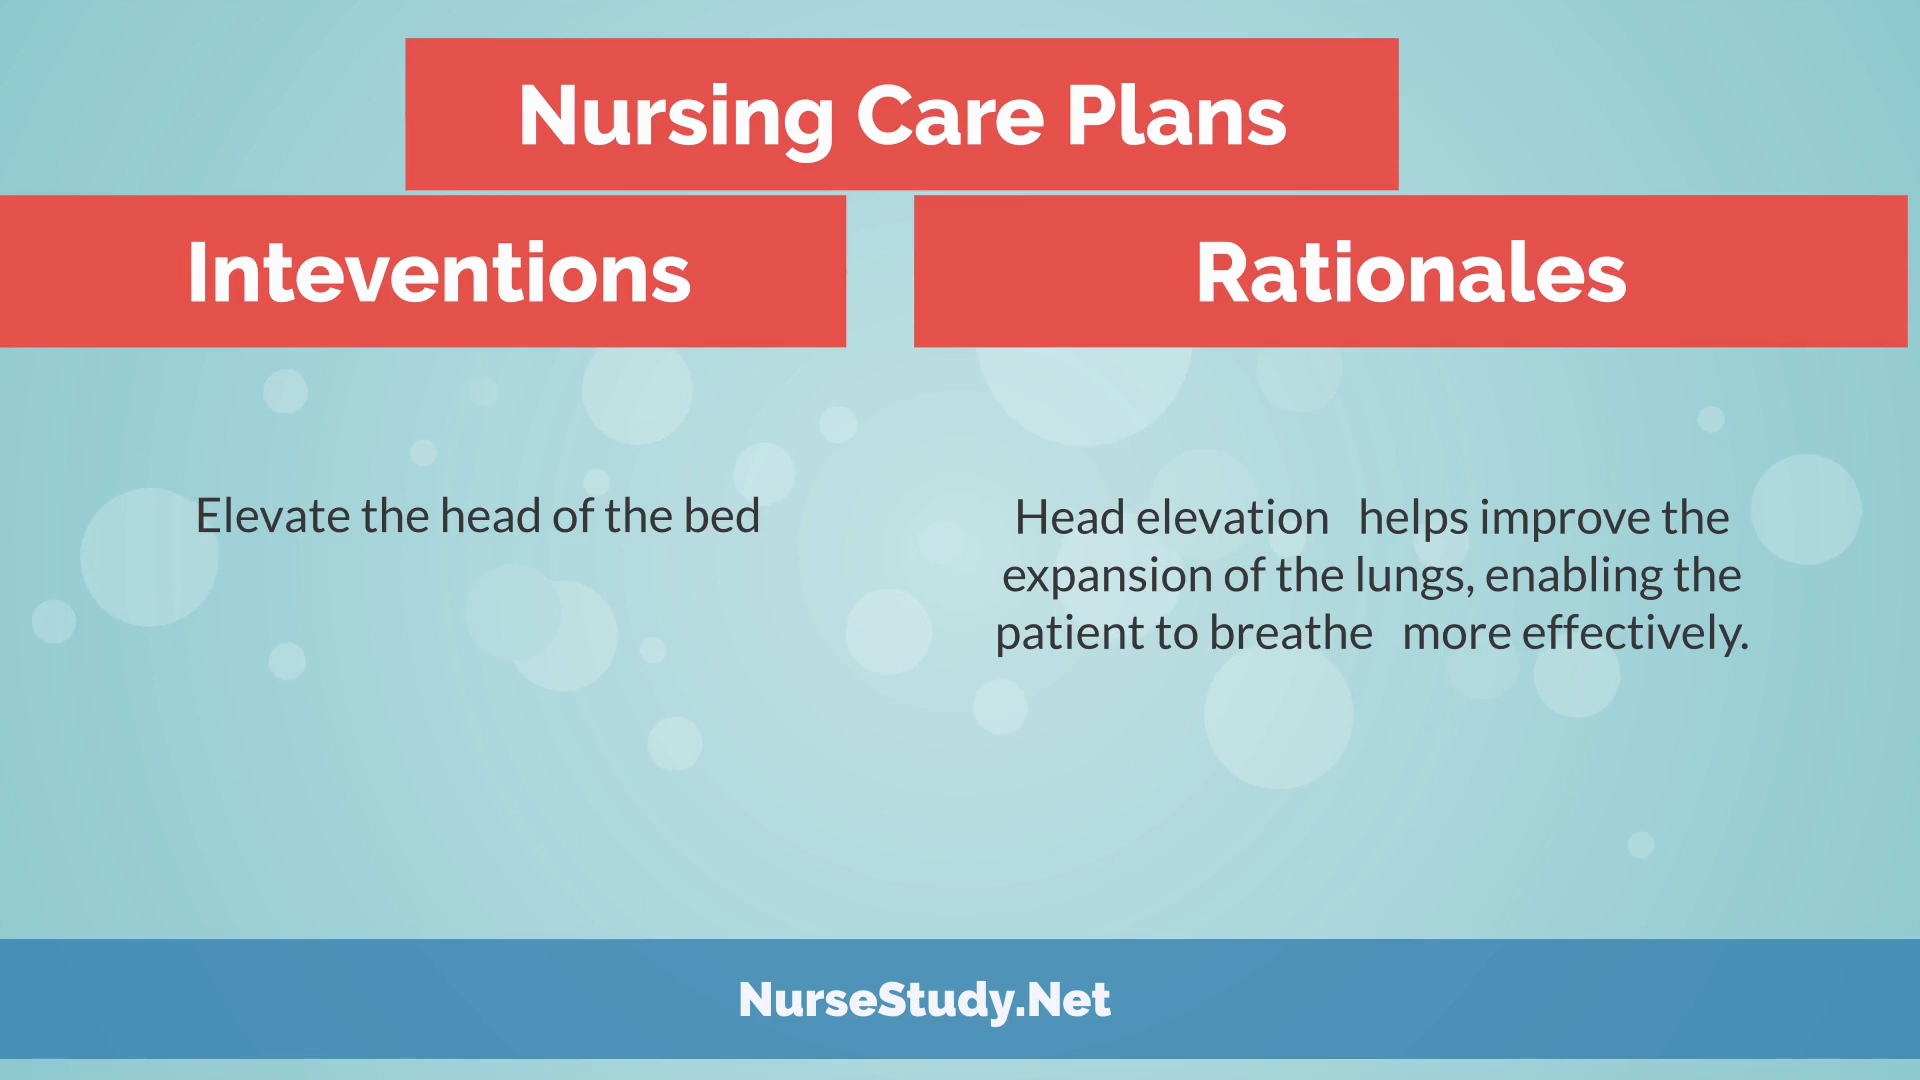 Nursing Care Plans
Inteventions
Rationales
Elevate the head of the bed
Head elevation helps improve the
expansion of the lungs, enabling the
patient to breathe more effectively.
NurseStudy.Net